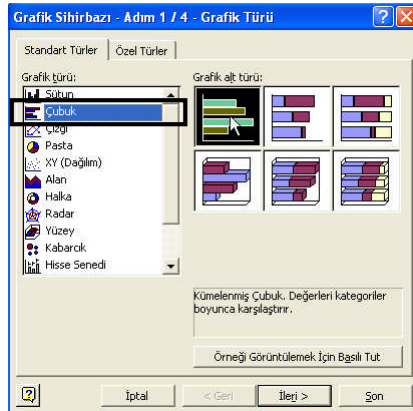 Grafik Sihirbazı - Adım 1 / 4 - Grafik Türü
Standart Türler
Özel Türler
Grafik türü:
Sütun
Çubuk
Çizgi
Pasta
XY (Dağılım)
Alan
Halka
Radar
Yüzey
Kabarcık
Hisse Senedi
Grafik alt türü:
Kümelenmiş Çubuk. Değerleri kategoriler
boyunca karşılaştırır.
Örneği Görüntülemek İçin Basılı Tut
İptal
< Geri
İleri >
Son